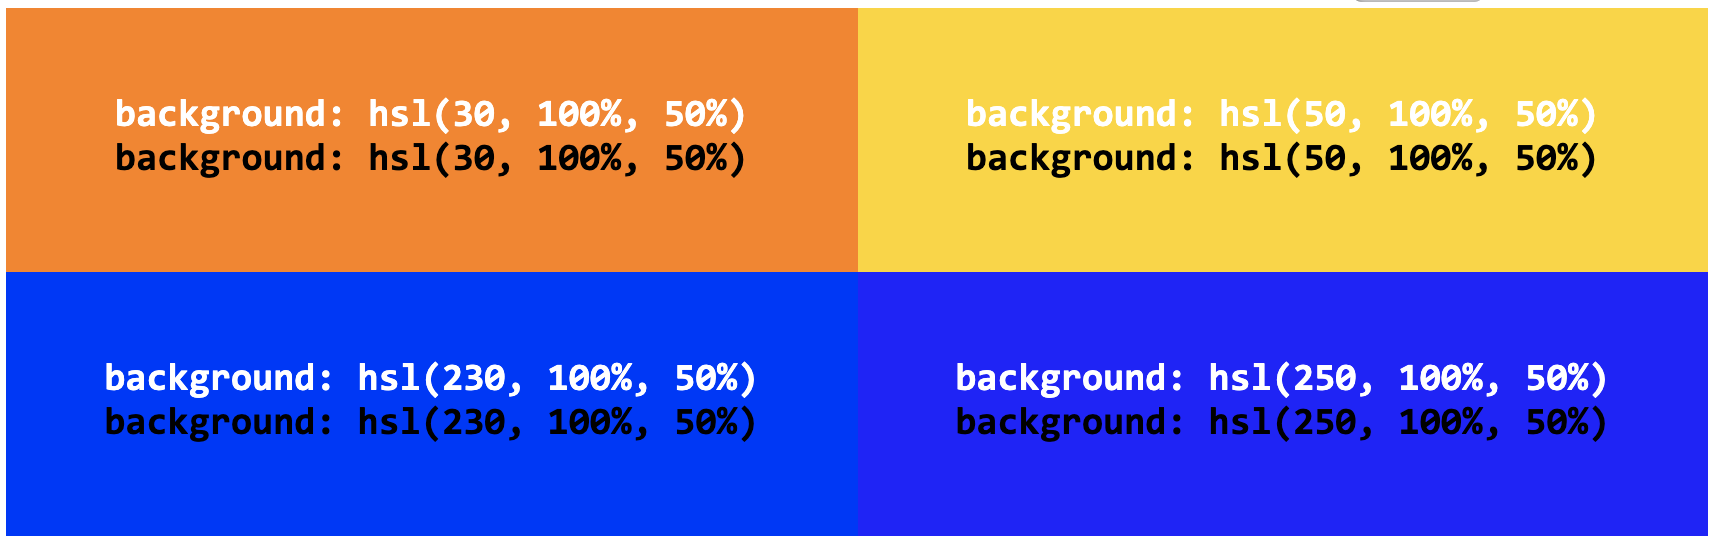 background: hsl(30, 100%, 50%)
background: hsl(30, 100%, 50%)
background: hsl(50, 100%, 50%)
background: hsl(50, 100%, 50%)
background: hsl(230, 100%, 50%)
background: hsl(230, 100%, 50%)
background: hsl(250, 100%, 50%)
background: hsl(250, 100%, 50%)